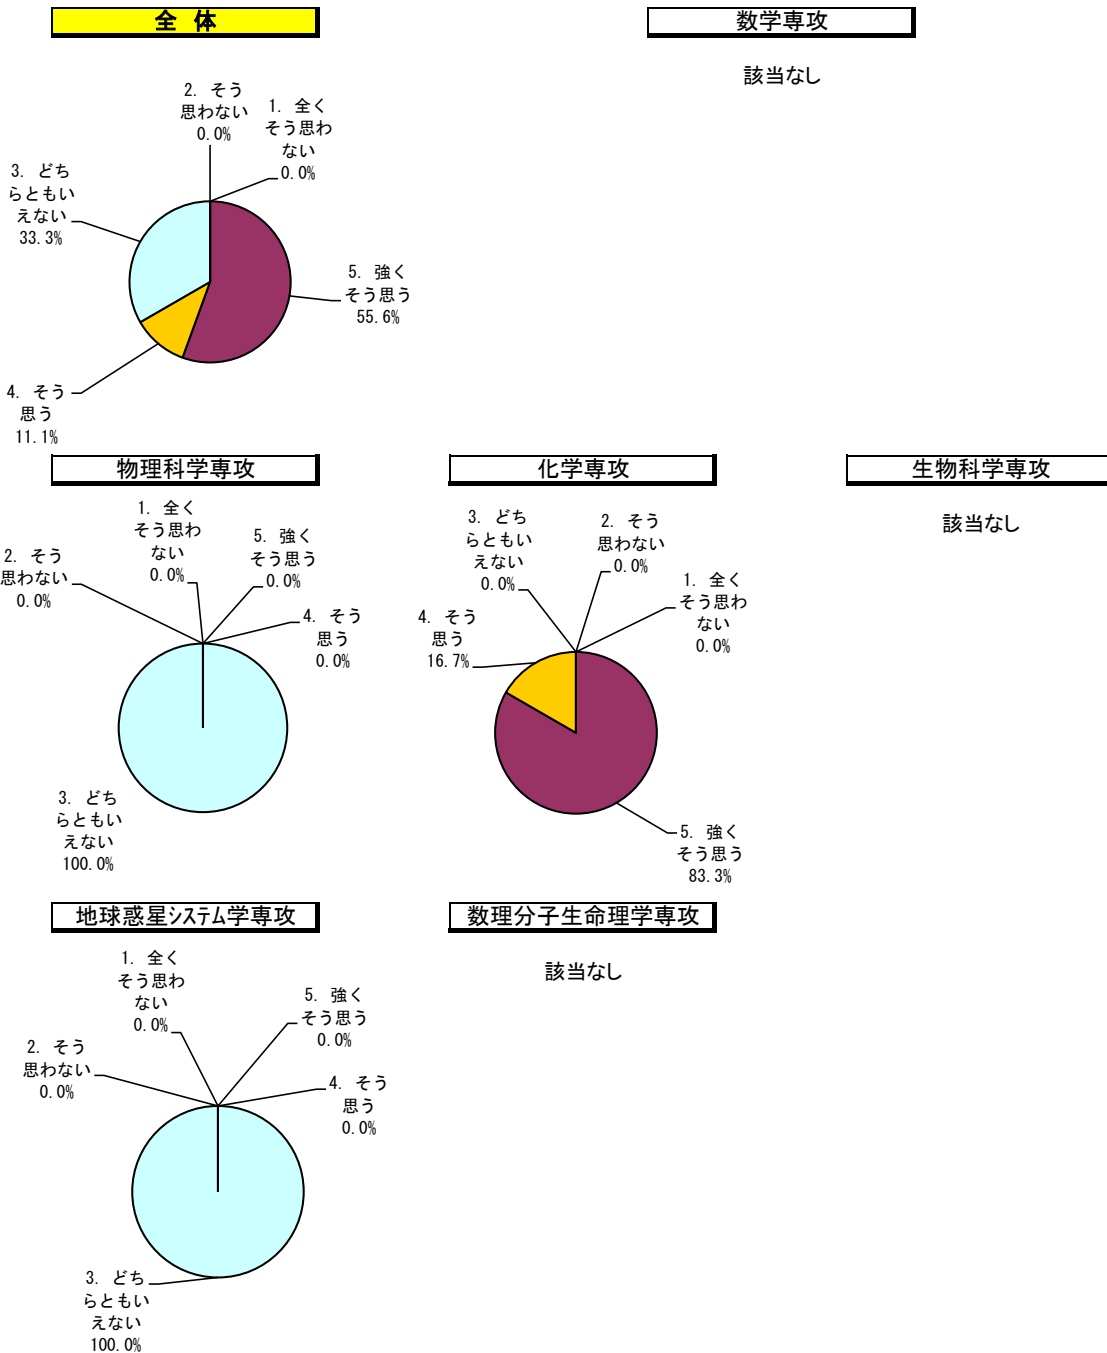 全 体
数学専攻
該当なし
2. そう
思わない
0.0%
1. 全く
そう思わ
ない
0.0%
3. どち
らともい
えない
33.3%
5. 強く
そう思う
55.6%
4. そう
思う
11.1%
物理科学専攻
化学専攻
生物科学専攻
1. 全く
そう思わ
ない
0.0%
5. 強く
そう思う
0.0%
2. そう
思わない
0.0%
4. そう
思う
0.0%
3. どち
らともい
えない
100.0%
3. どち
らともい
えない
0.0%
2. そう
思わない
0.0%
1. 全く
そう思わ
ない
0.0%
4. そう
思う
16.7%
5. 強く
そう思う
83.3%
該当なし
地球惑星システム学専攻
数理分子生命理学専攻
1. 全く
そう思わ
ない
0.0%
5. 強く
そう思う
0.0%
2. そう
思わない
0.0%
4. そう
思う
0.0%
3. どち
らともい
えない
100.0%
該当なし